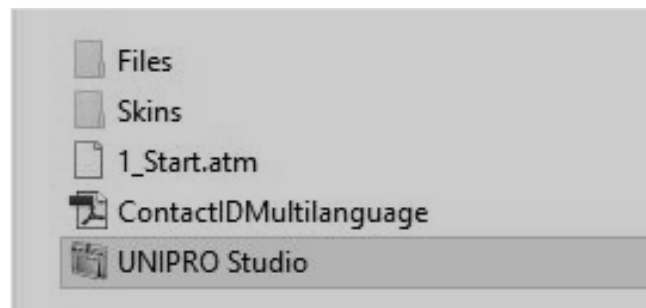 Files
Skins
1_Start.atm
ContactIDMultilanguage
UNIPRO Studio